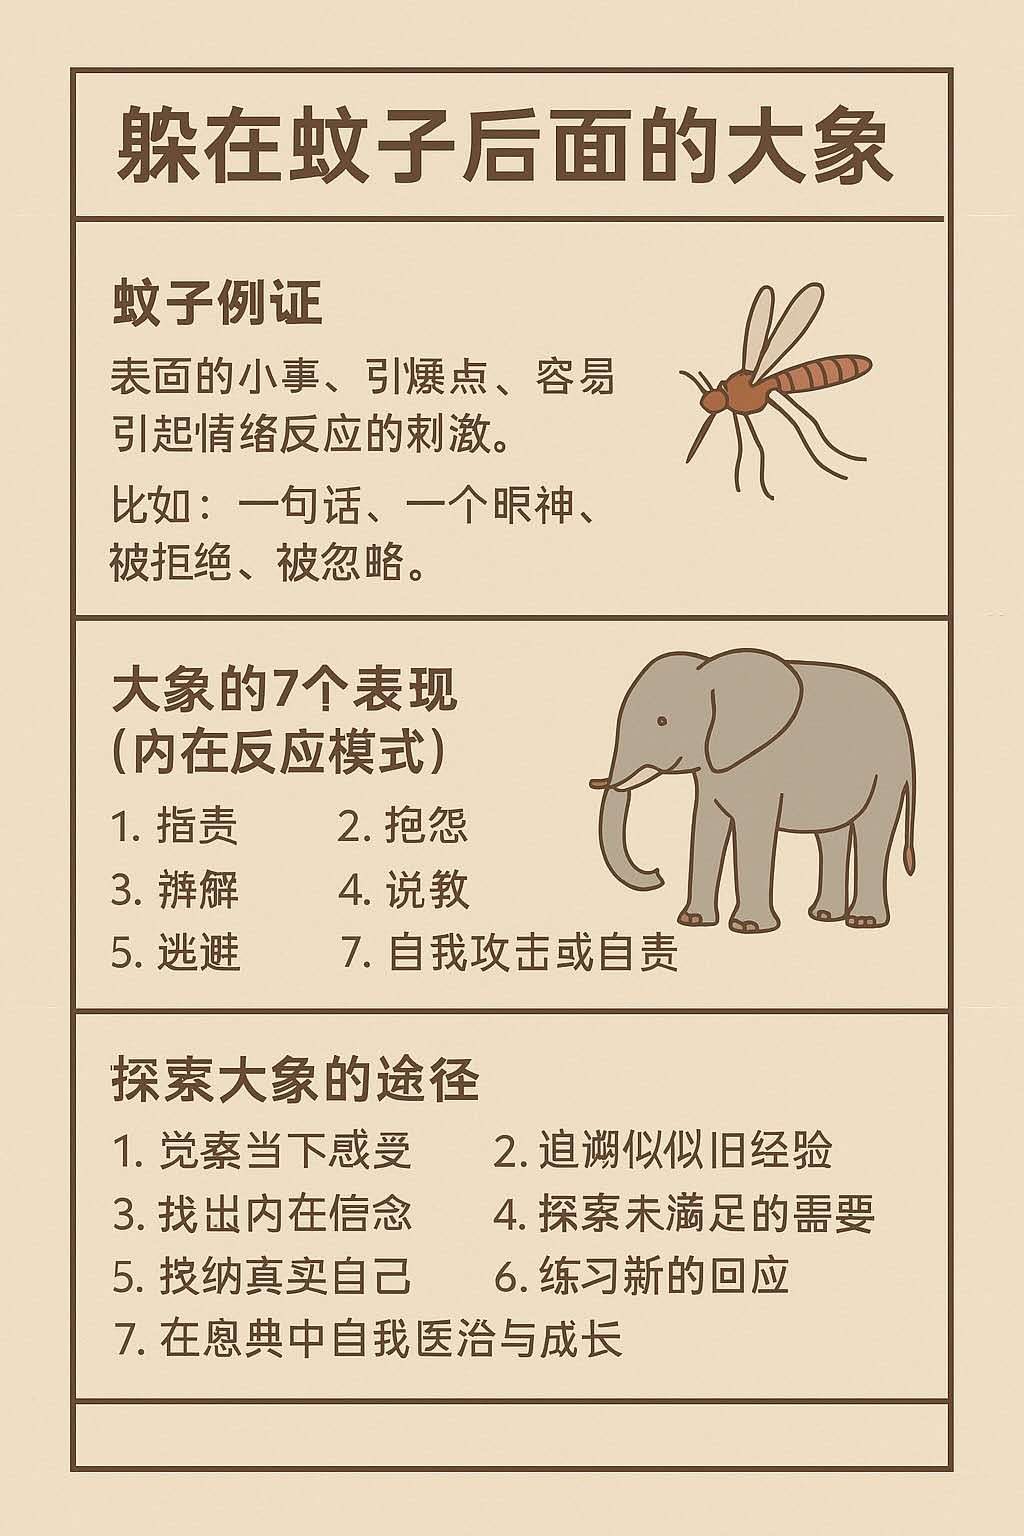 躲在蚊子后面的大象
蚊子例证
表面的小事、引爆点、容易
引起情绪反应的刺激。
比如：一句话、一个眼神、
被拒绝、被忽略。
大象的7个表现
(内在反应模式)
1. 指责 2. 抱怨
3. 辩解 4. 说教
5. 逃避 7. 自我攻击或自责
探索大象的途径
1. 觉察当下感受 2. 追溯似似旧经验
3. 找出内在信念 4. 探索未满足的需要
5. 接纳真实自己 6. 练习新的回应
7. 在恩典中自我医治与成长